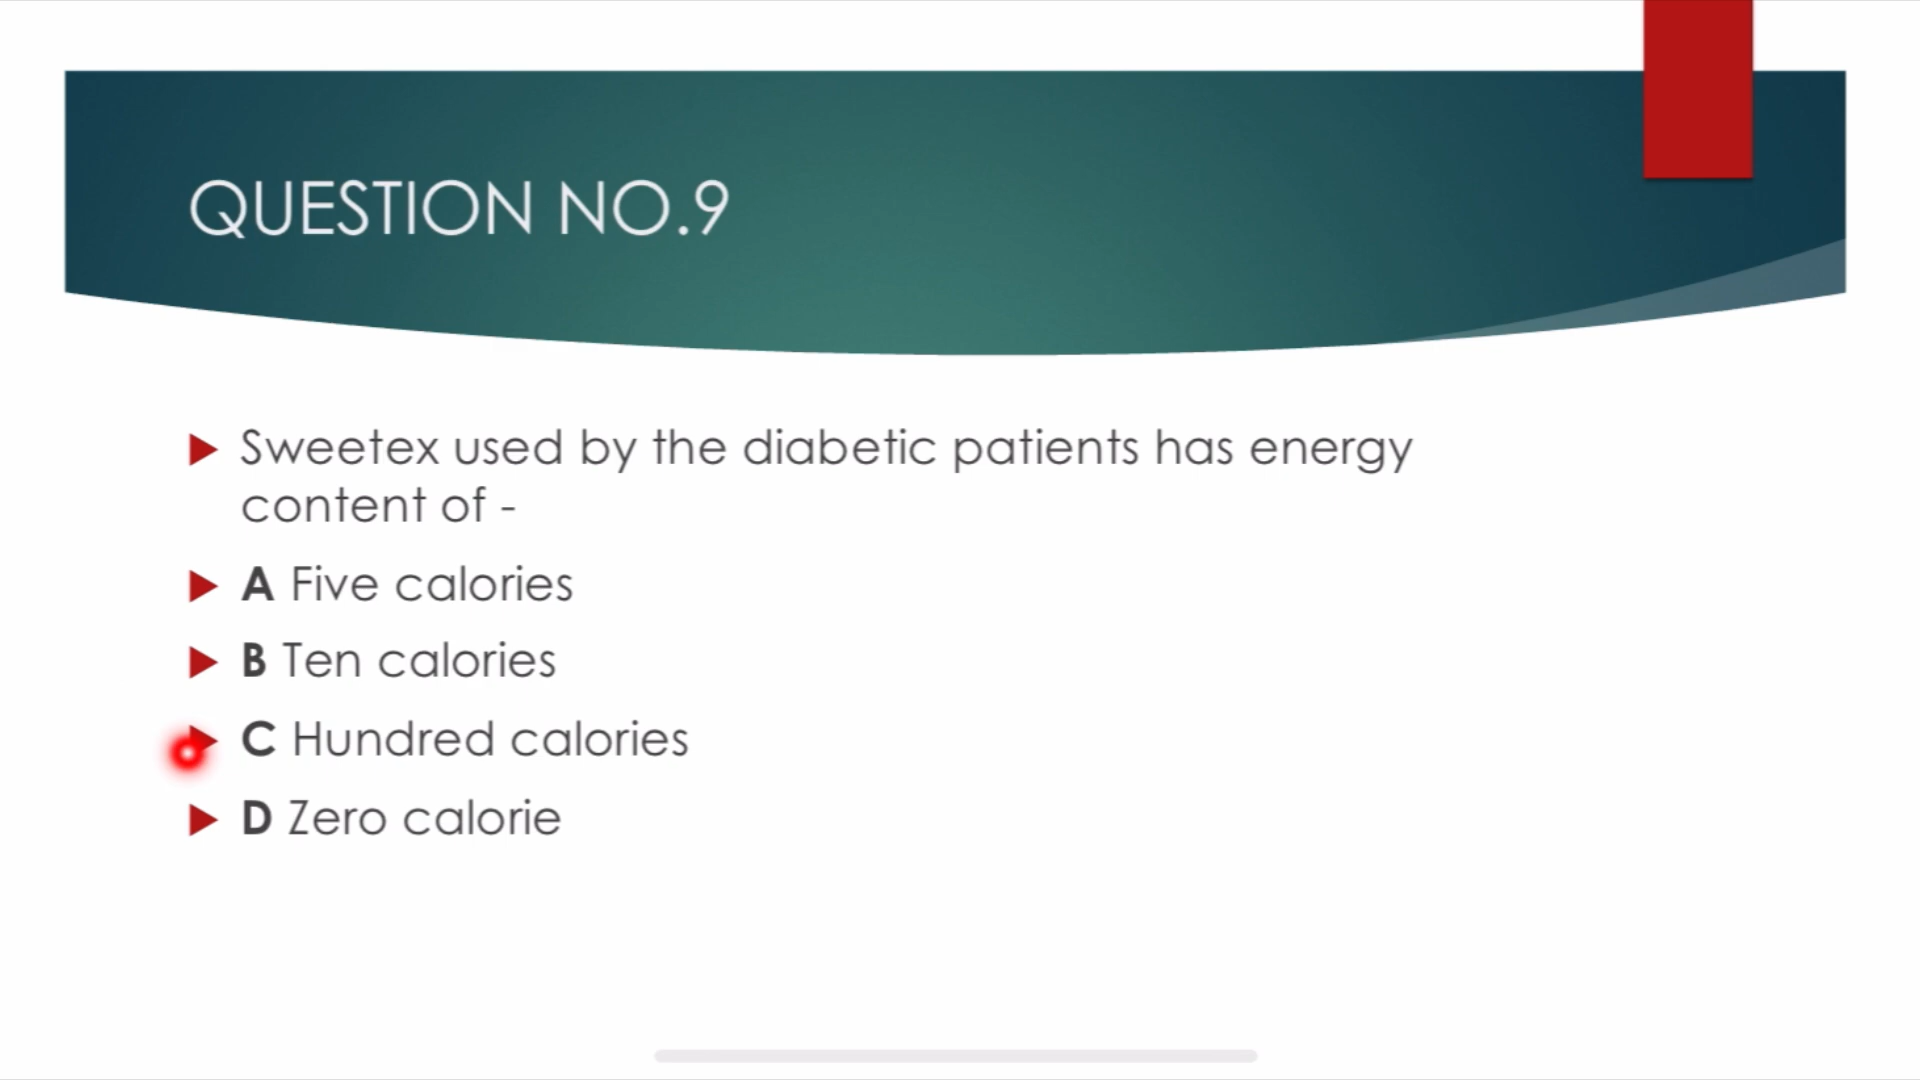 QUESTION NO.9
Sweetex used by the diabetic patients has energy
content of -
A Five calories
B Ten calories
C Hundred calories
D Zero calorie